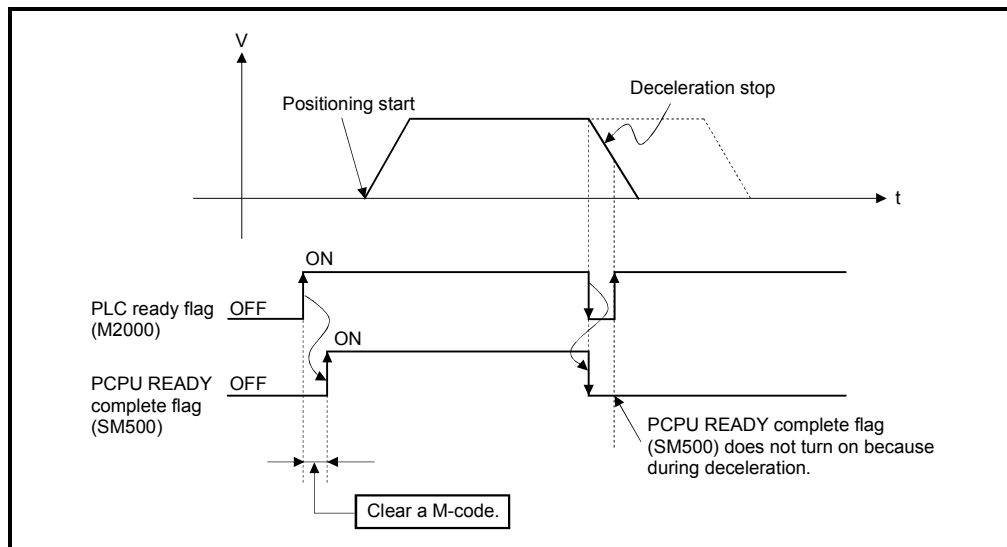 V
Deceleration stop
Positioning start
t
ON
PLC ready flag
(M2000)
OFF
ON
PCPU READY
complete flag
(SM500)
OFF
PCPU READY complete flag
(SM500) does not turn on because
during deceleration.
Clear a M-code.